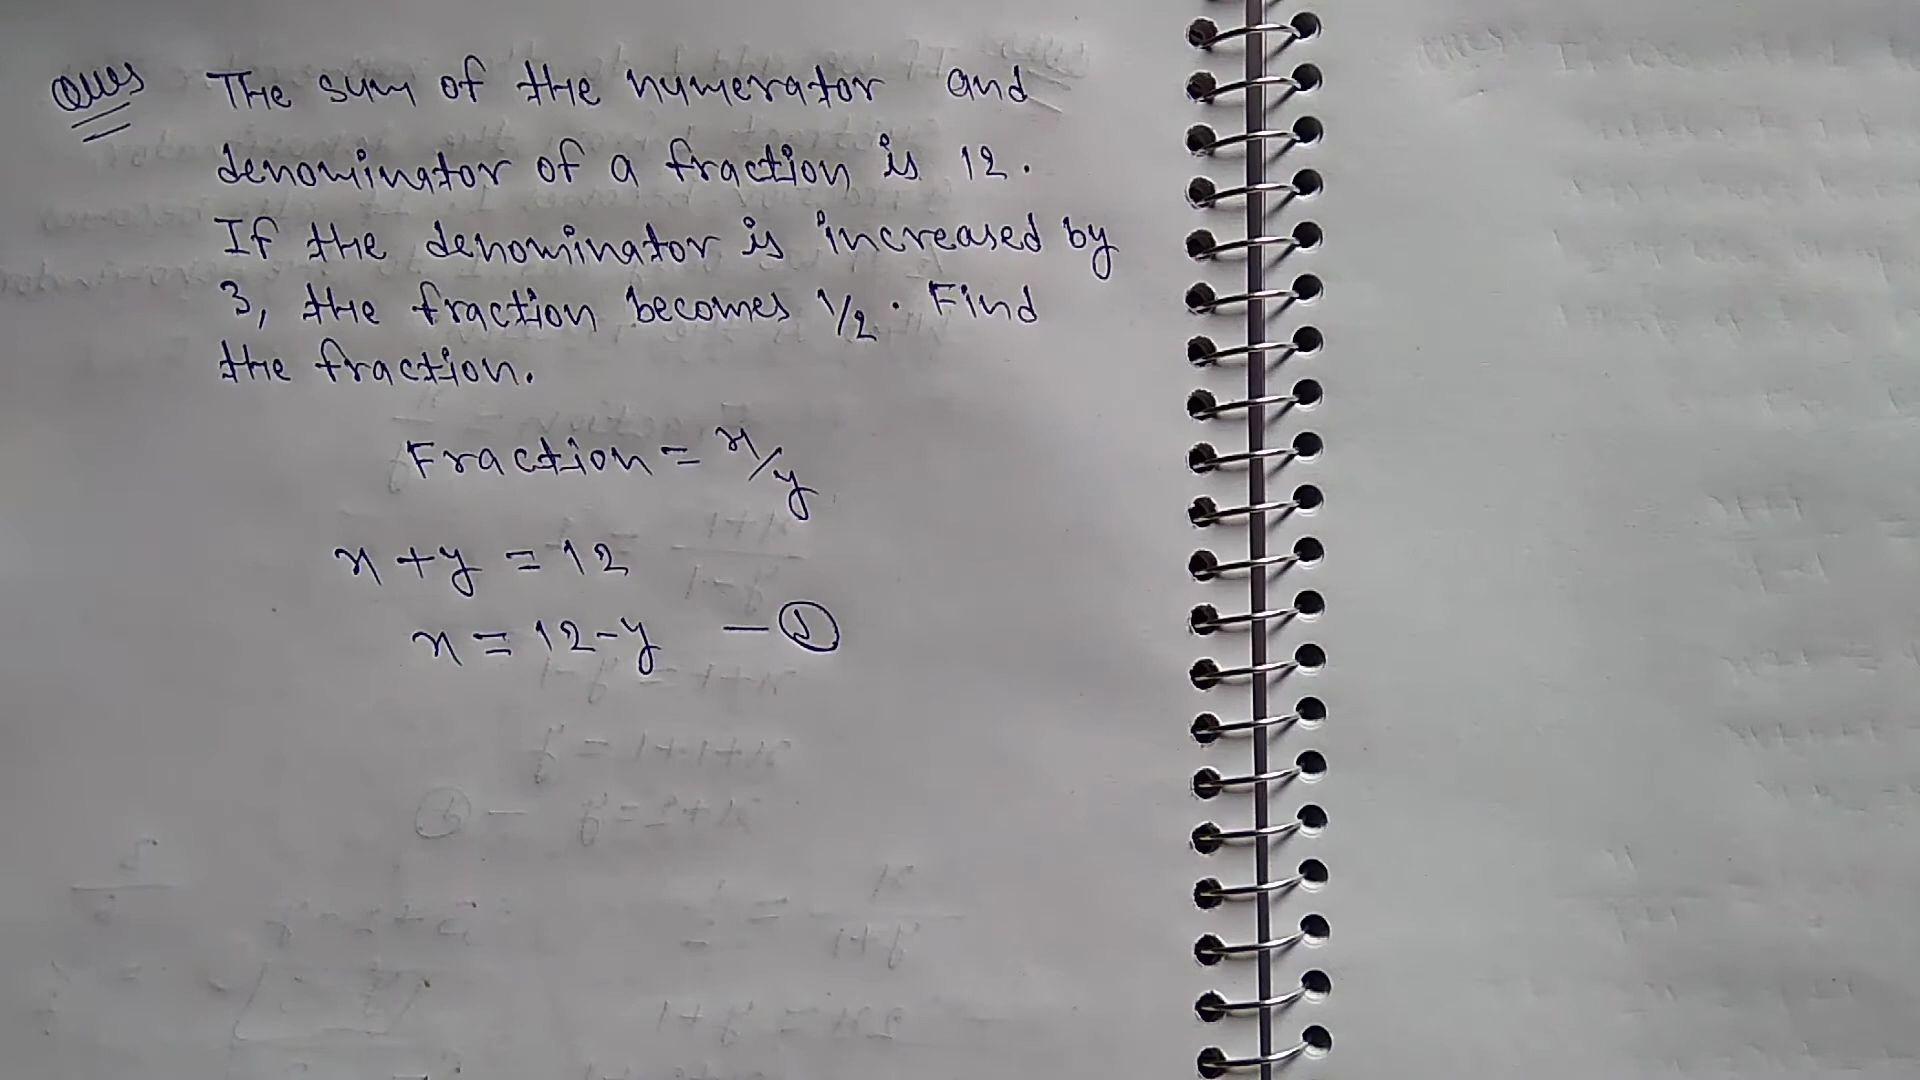 Ques The sum of the numerator and
denominator of a fraction is 12.
If the denominator is increased by
3, the fraction becomes 1/2. Find
the fraction.
Fraction = x/y
x + y = 12
x = 12 - y — ①